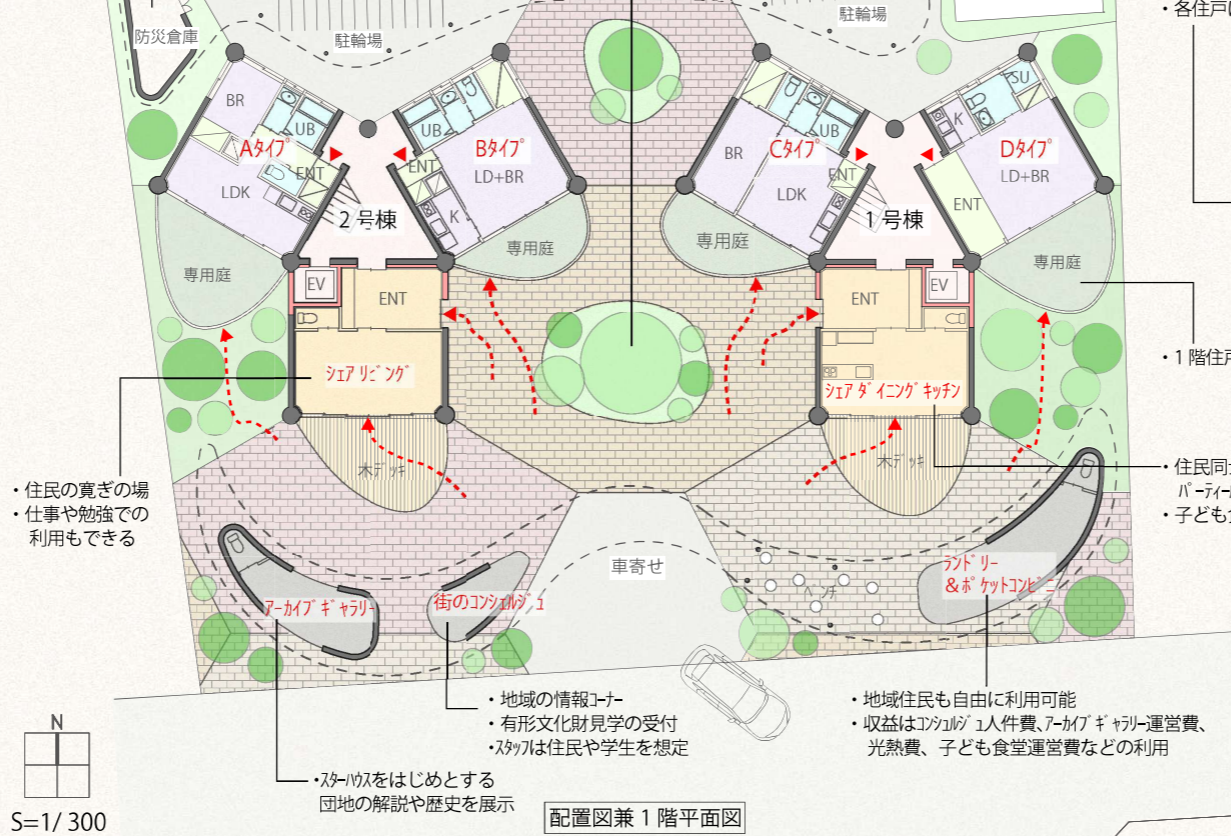 ・各住戸
防災倉庫
駐輪場
駐輪場
BR
UB
Aタイプ
ENT
LDK
UB
Bタイプ
ENT
LD+BR
K
2号棟
UB
Cタイプ
BR
ENT
LDK
SU
K
Dタイプ
LD+BR
ENT
1号棟
専用庭
専用庭
専用庭
専用庭
EV
ENT
ENT
EV
シェアリビング
シェアダイニングキッチン
・1階住戸
木デッキ
木デッキ
・住民の寛ぎの場
・仕事や勉強での
利用もできる
・住民同
パーティー
・子ども
車寄せ
アーカイブギャラリー
街のコンシェルジュ
ベンチ
ランドリー
&ポケットコンビニ
・地域の情報コーナー
・有形文化財見学の受付
・スタッフは住民や学生を想定
・地域住民も自由に利用可能
・収益はコンシェルジュ人件費、アーカイブギャラリー運営費、
光熱費、子ども食堂運営費などの利用
・スターハウスをはじめとする
団地の解説や歴史を展示
N
S=1/300
配置図兼1階平面図